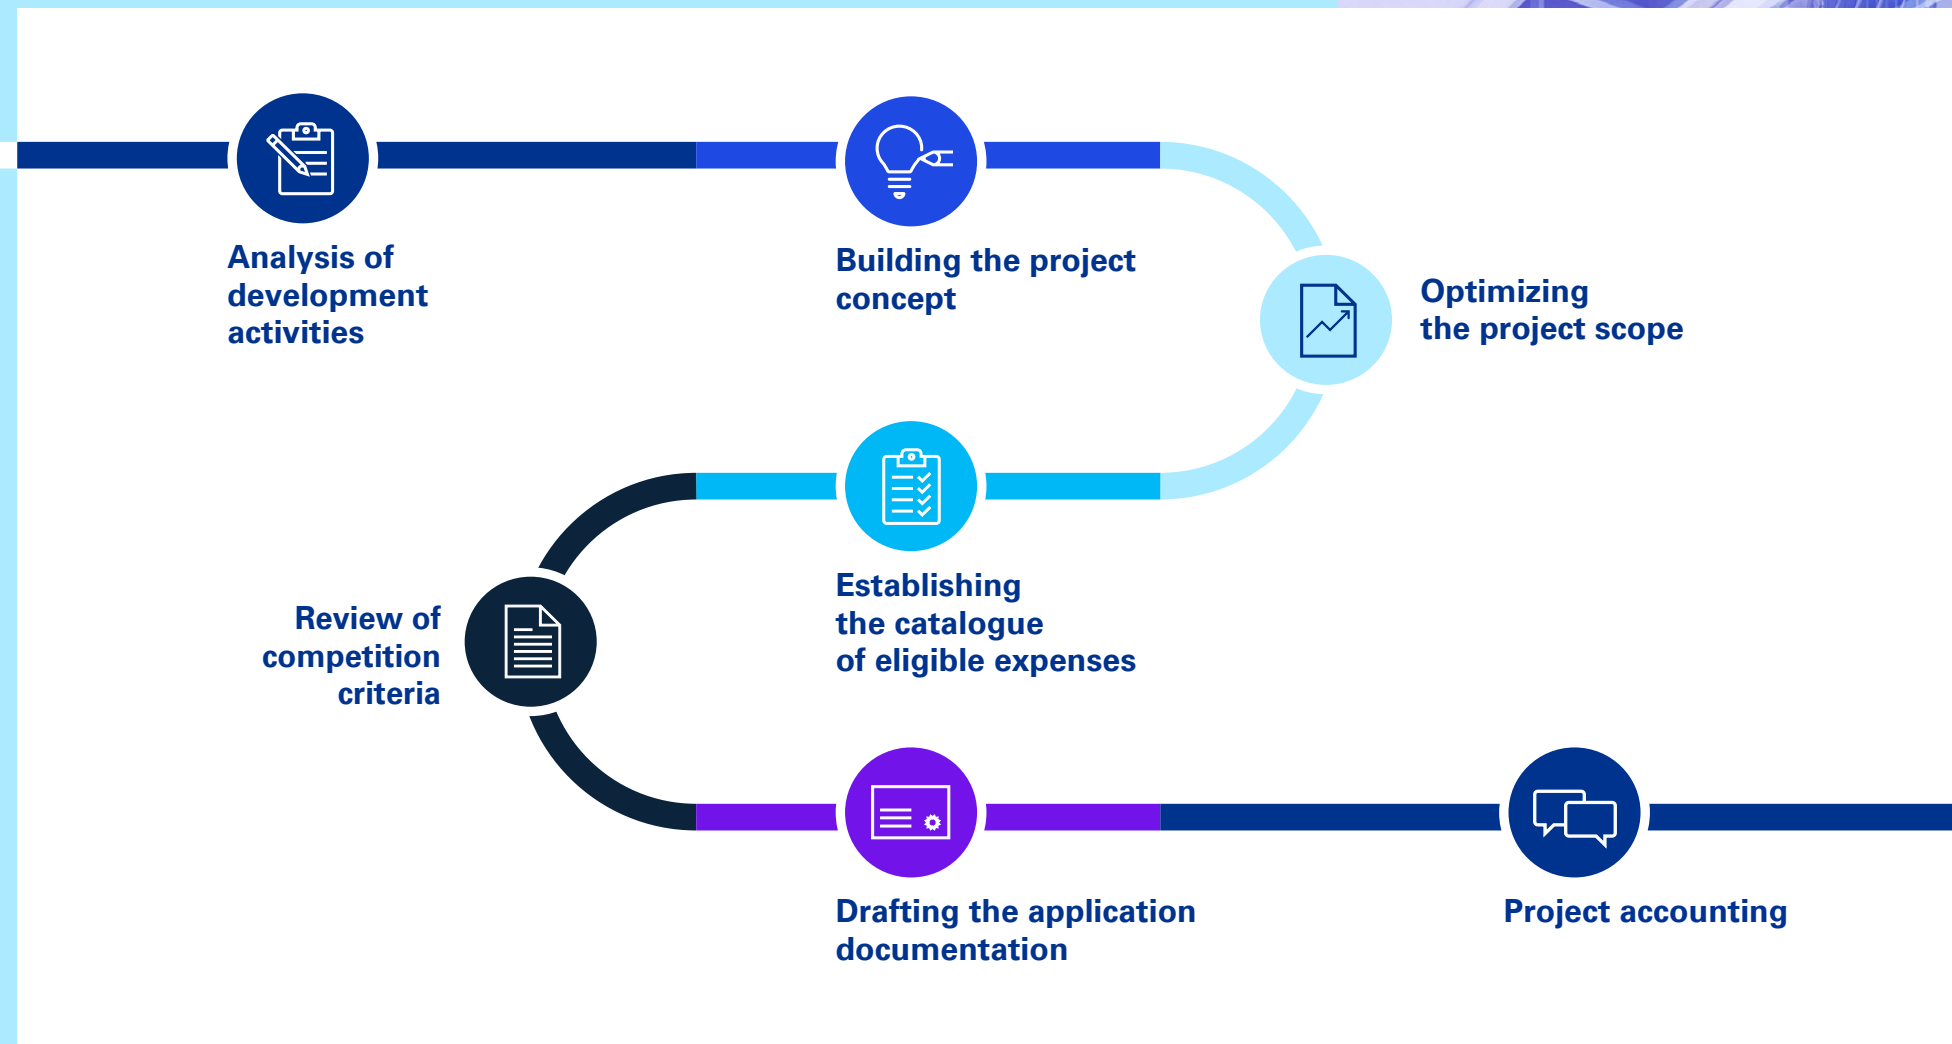 Analysis of
development
activities
Building the project
concept
Optimizing
the project scope
Establishing
the catalogue
of eligible expenses
Review of
competition
criteria
Drafting the application
documentation
Project accounting